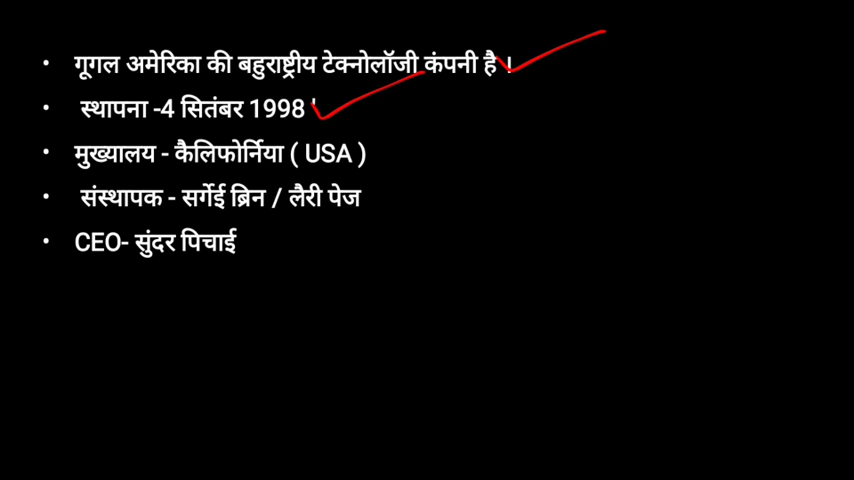 • गूगल अमेरिका की बहुराष्ट्रीय टेक्नोलॉजी कंपनी है ।
• स्थापना -4 सितंबर 1998 '
• मुख्यालय - कैलिफोर्निया ( USA )
• संस्थापक - सर्गेई ब्रिन / लैरी पेज
• CEO- सुंदर पिचाई